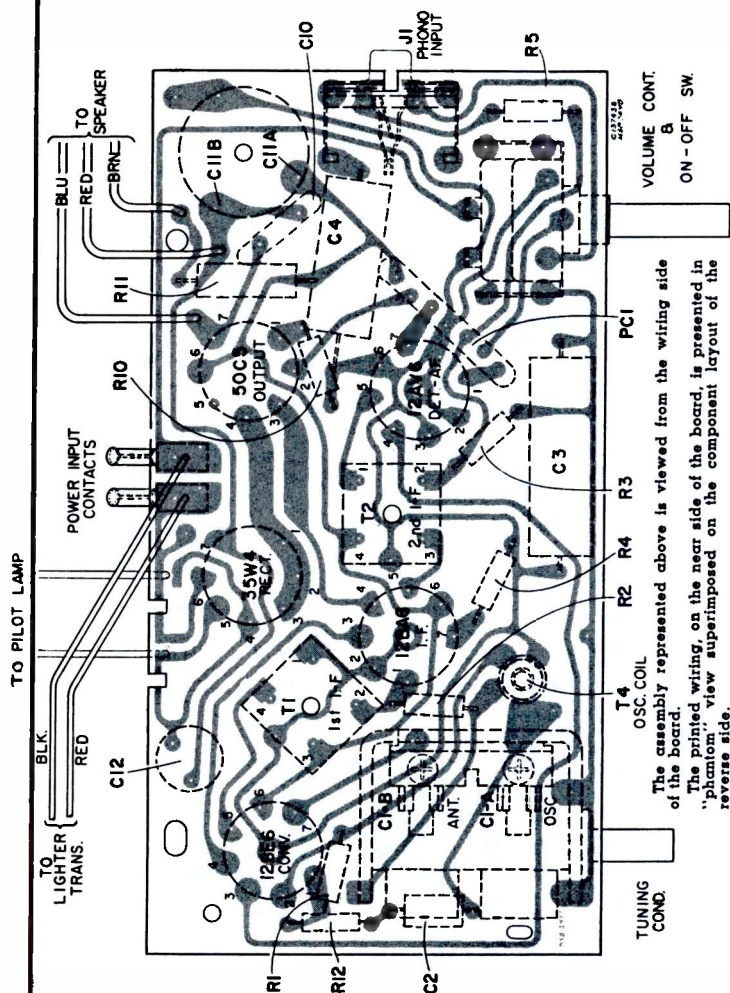 TO PILOT LAMP
TO
LIGHTER
TRANS.
BLK.
RED
POWER INPUT
CONTACTS
BLU
RED
BRN
TO
SPEAKER
C12
R10
R11
C11B
C11A
C10
J1
PHONO
INPUT
12BE6
CONV.
35W4
RECT.
50C5
OUTPUT
T1
1st I-F
T2
2nd I-F
12BA6
I.F.
12AV6
DET-AF
C4
R1
R12
C2
C1-B
ANT.
C1-A
OSC.
TUNING
COND.
T4
OSC. COIL
R2
R4
R3
C3
PC1
R5
VOLUME CONT.
&
ON-OFF SW.
The assembly represented above is viewed from the wiring side
of the board.
The printed wiring, on the near side of the board, is presented in
"phantom" view superimposed on the component layout of the
reverse side.